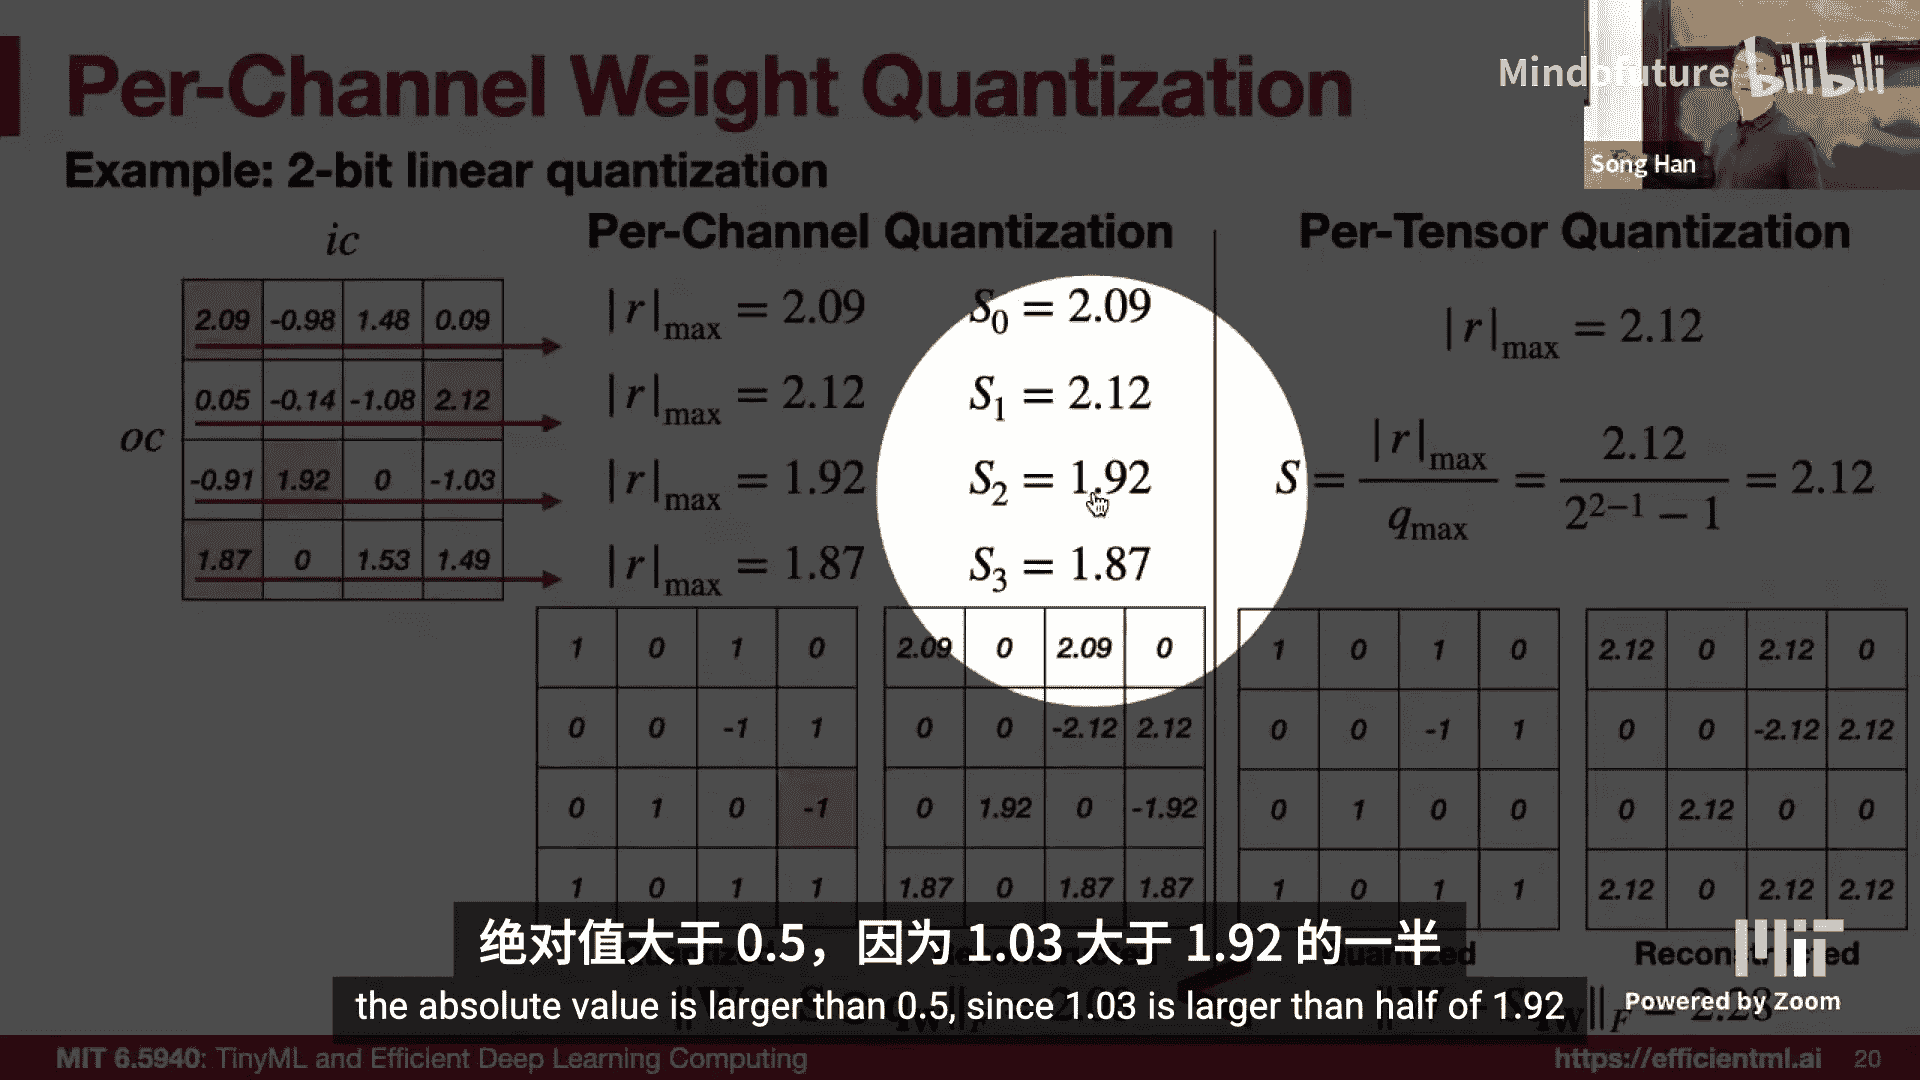 Per-Channel Weight Quantization
Mindofuture bilibili
Song Han
Example: 2-bit linear quantization
ic
Per-Channel Quantization
Per-Tensor Quantization
oc
2.09 -0.98 1.48 0.09
0.05 -0.14 -1.08 2.12
-0.91 1.92 0 -1.03
1.87 0 1.53 1.49
|r|max = 2.09 S0 = 2.09
|r|max = 2.12 S1 = 2.12
|r|max = 1.92 S2 = 1.92
|r|max = 1.87 S3 = 1.87
|r|max = 2.12
S = |r|max / qmax = 2.12 / 2^(2−1) − 1 = 2.12
1 0 1 0
0 0 -1 1
0 1 0 -1
1 0 1 1
2.09 0 2.09 0
0 0 -2.12 2.12
0 1.92 0 -1.92
1.87 0 1.87 1.87
1 0 1 0
0 0 -1 1
0 1 0 0
1 0 1 1
2.12 0 2.12 0
0 0 -2.12 2.12
0 2.12 0 0
2.12 0 2.12 2.12
绝对值大于 0.5，因为 1.03 大于 1.92 的一半
the absolute value is larger than 0.5, since 1.03 is larger than half of 1.92
MIT
Powered by Zoom
MIT 6.5940: TinyML and Efficient Deep Learning Computing
https://efficientml.ai
20